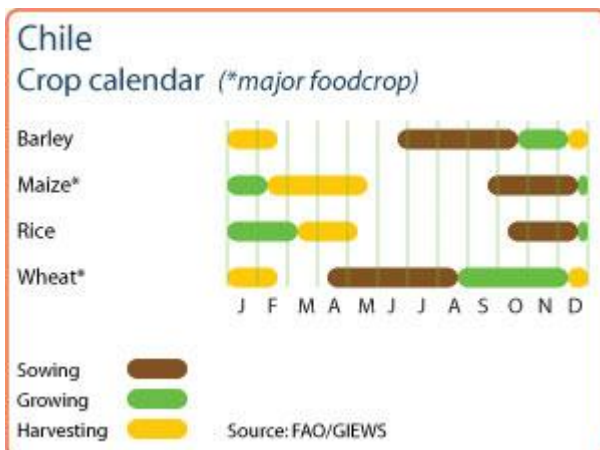 Chile
Crop calendar (*major foodcrop)
Barley
Maize*
Rice
Wheat*
J F M A M J J A S O N D
Sowing
Growing
Harvesting
Source: FAO/GIEWS